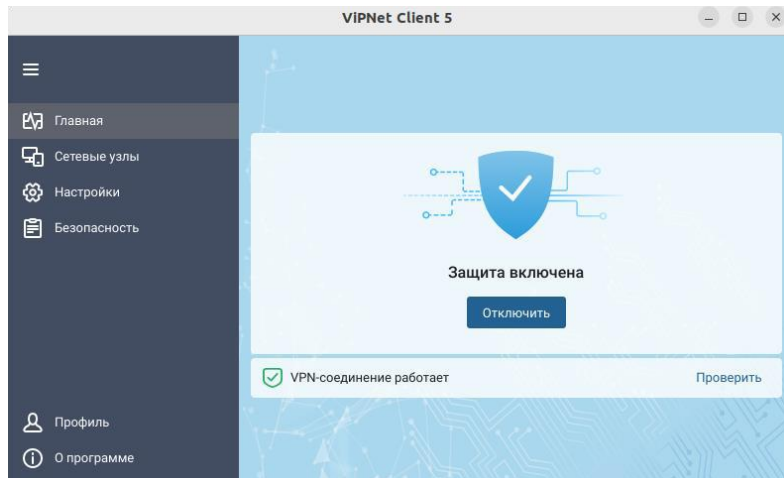 ViPNet Client 5
Главная
Сетевые узлы
Настройки
Безопасность
Защита включена
Отключить
VPN-соединение работает
Проверить
Профиль
О программе